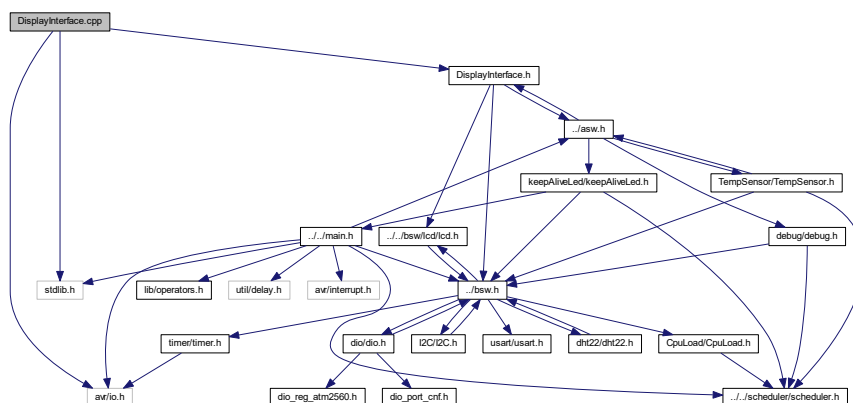 DisplayInterface.cpp
DisplayInterface.h
../asw.h
keepAliveLed/keepAliveLed.h
TempSensor/TempSensor.h
../../main.h
../../bsw/lcd/lcd.h
debug/debug.h
stdlib.h
lib/operators.h
util/delay.h
avr/interrupt.h
../bsw.h
timer/timer.h
dio/dio.h
I2C/I2C.h
usart/usart.h
dht22/dht22.h
CpuLoad/CpuLoad.h
avr/io.h
dio_reg_atm2560.h
dio_port_cnf.h
../../scheduler/scheduler.h